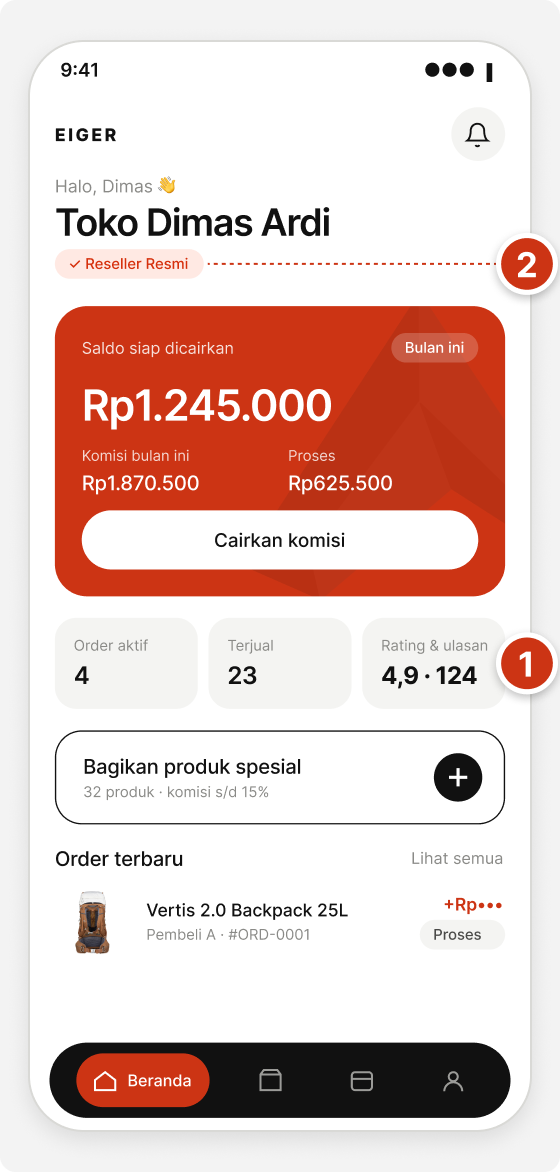 9:41
EIGER
Halo, Dimas 👋
Toko Dimas Ardi
✓ Reseller Resmi
2
Saldo siap dicairkan
Bulan ini
Rp1.245.000
Komisi bulan ini
Proses
Rp1.870.500
Rp625.500
Cairkan komisi
Order aktif
4
Terjual
23
Rating & ulasan
4,9 · 124
1
Bagikan produk spesial
32 produk · komisi s/d 15%
Order terbaru
Lihat semua
Vertis 2.0 Backpack 25L
+Rp•••
Pembeli A · #ORD-0001
Proses
Beranda